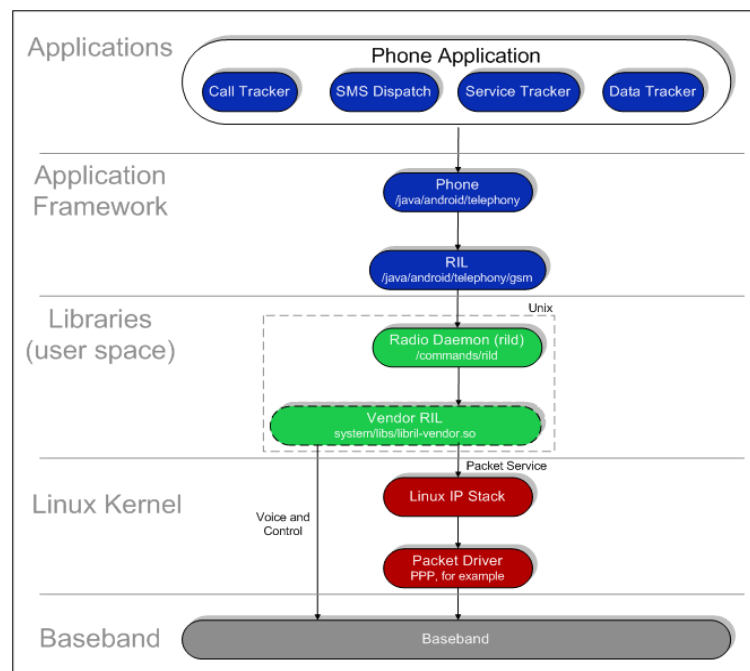 Applications
Phone Application
Call Tracker
SMS Dispatch
Service Tracker
Data Tracker
Application
Framework
Phone
/java/android/telephony
RIL
/java/android/telephony/gsm
Libraries
(user space)
Unix
Radio Daemon (rild)
/commands/rild
Vendor RIL
system/libs/libril-vendor.so
Packet Service
Linux Kernel
Linux IP Stack
Voice and
Control
Packet Driver
PPP, for example
Baseband
Baseband